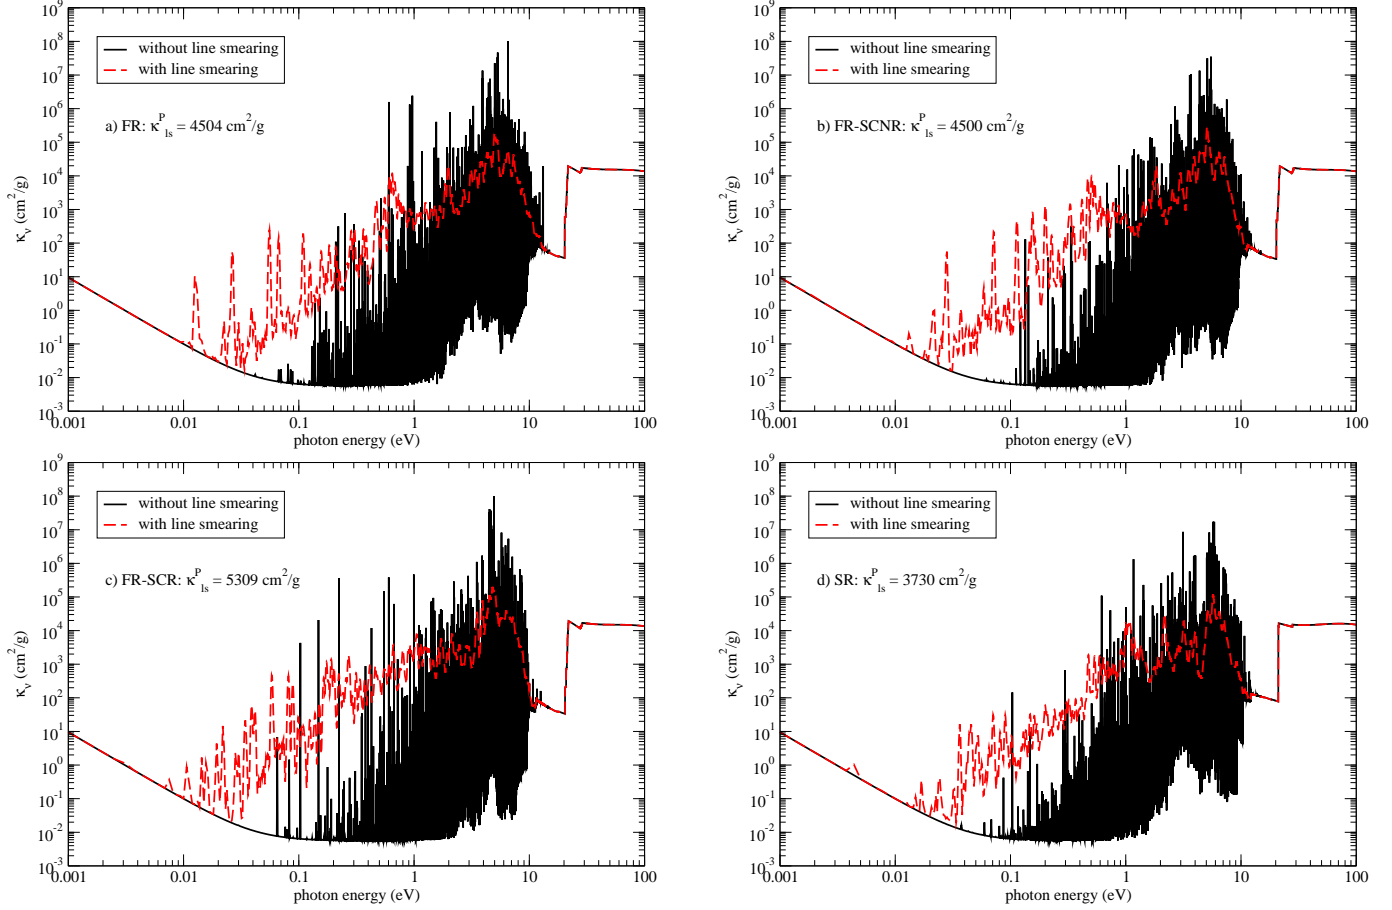 10^9
10^8
10^7
10^6
10^5
10^4
10^3
10^2
10^1
10^0
10^-1
10^-2
10^-3
κ_ν (cm^2/g)
without line smearing
with line smearing
a) FR: κ^P_ls = 4504 cm^2/g
0.001 0.01 0.1 1 10 100
photon energy (eV)
10^9
10^8
10^7
10^6
10^5
10^4
10^3
10^2
10^1
10^0
10^-1
10^-2
10^-3
κ_ν (cm^2/g)
without line smearing
with line smearing
b) FR-SCNR: κ^P_ls = 4500 cm^2/g
0.001 0.01 0.1 1 10 100
photon energy (eV)
10^9
10^8
10^7
10^6
10^5
10^4
10^3
10^2
10^1
10^0
10^-1
10^-2
10^-3
κ_ν (cm^2/g)
without line smearing
with line smearing
c) FR-SCR: κ^P_ls = 5309 cm^2/g
0.001 0.01 0.1 1 10 100
photon energy (eV)
10^9
10^8
10^7
10^6
10^5
10^4
10^3
10^2
10^1
10^0
10^-1
10^-2
10^-3
κ_ν (cm^2/g)
without line smearing
with line smearing
d) SR: κ^P_ls = 3730 cm^2/g
0.001 0.01 0.1 1 10 100
photon energy (eV)